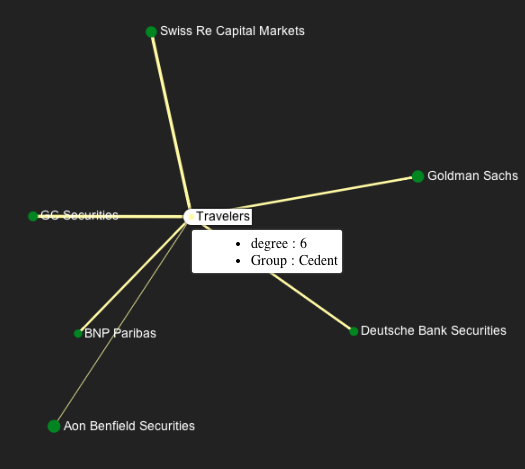 Swiss Re Capital Markets
Goldman Sachs
GC Securities
Travelers
degree : 6
Group : Cedent
Deutsche Bank Securities
BNP Paribas
Aon Benfield Securities